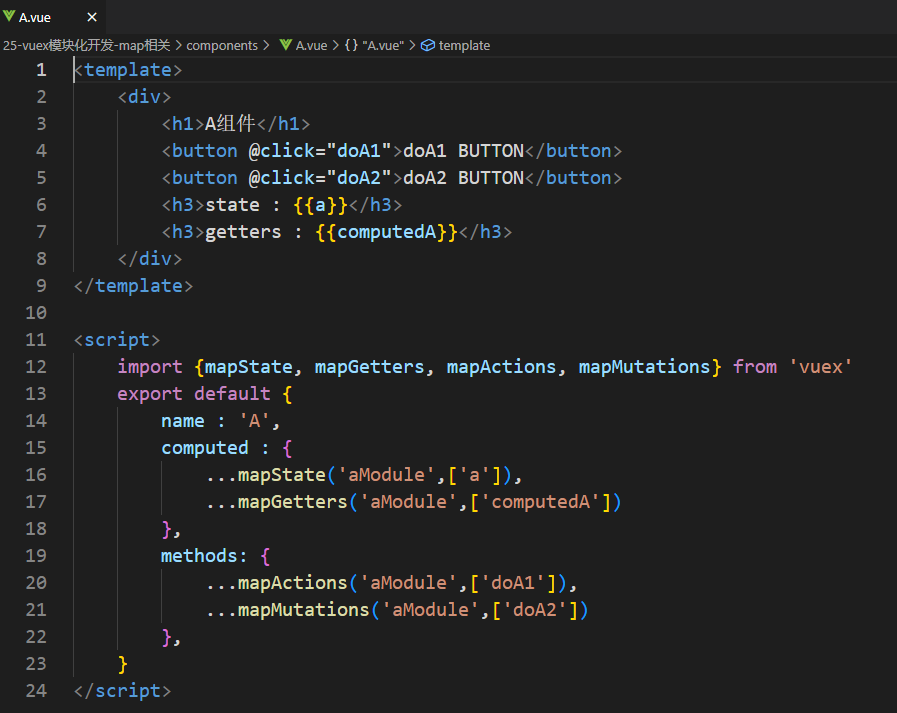 A.vue
25-vuex模块化开发-map相关 > components > A.vue > {} "A.vue" > template
1 <template>
2     <div>
3         <h1>A组件</h1>
4         <button @click="doA1">doA1 BUTTON</button>
5         <button @click="doA2">doA2 BUTTON</button>
6         <h3>state : {{a}}</h3>
7         <h3>getters : {{computedA}}</h3>
8     </div>
9 </template>
10
11 <script>
12     import {mapState, mapGetters, mapActions, mapMutations} from 'vuex'
13     export default {
14         name : 'A',
15         computed : {
16             ...mapState('aModule',['a']),
17             ...mapGetters('aModule',['computedA'])
18         },
19         methods: {
20             ...mapActions('aModule',['doA1']),
21             ...mapMutations('aModule',['doA2'])
22         },
23     }
24 </script>